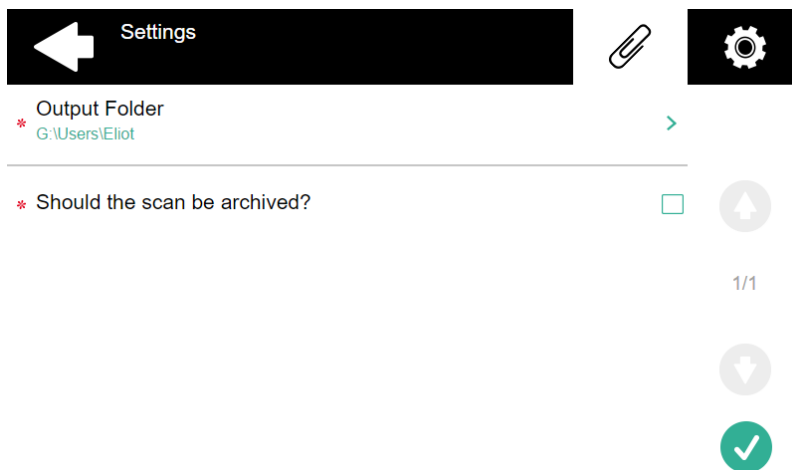 Settings
* Output Folder
G:\Users\Eliot
* Should the scan be archived?
1/1